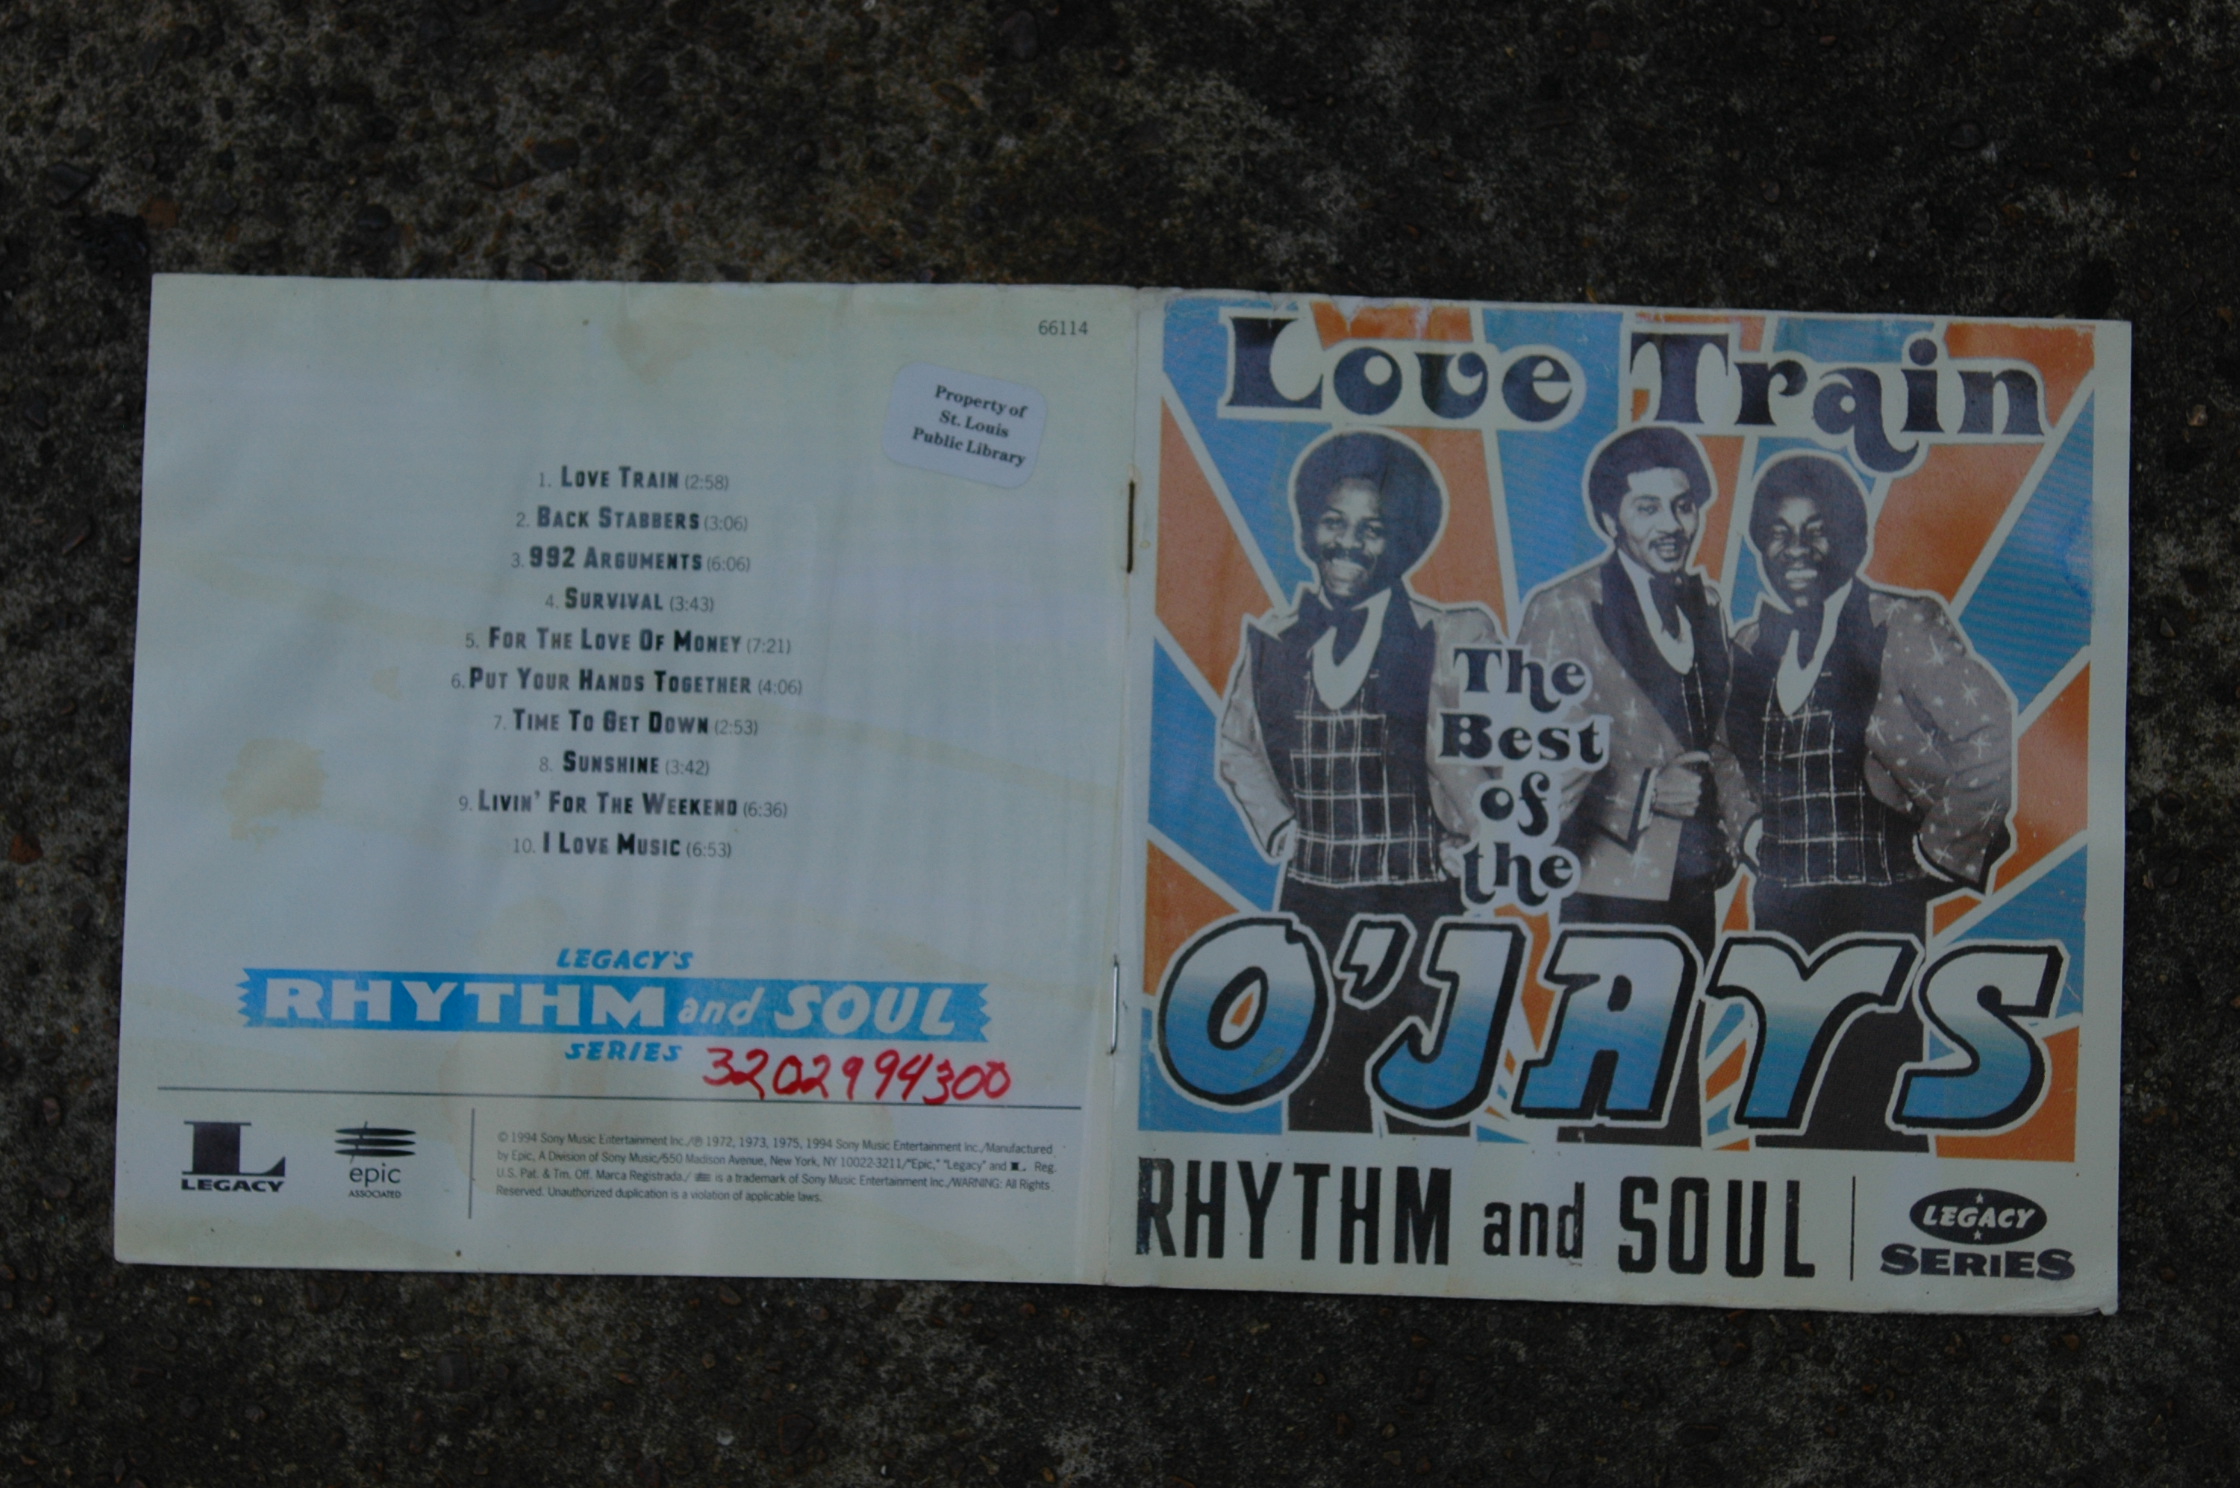 Love Train
The
Best
of
the
O'JAYS
RHYTHM and SOUL
LEGACY
SERIES
66114
Property of
St. Louis
Public Library
1. LOVE TRAIN (2:58)
2. BACK STABBERS (3:06)
3. 992 ARGUMENTS (6:06)
4. SURVIVAL (3:43)
5. FOR THE LOVE OF MONEY (7:21)
6. PUT YOUR HANDS TOGETHER (4:06)
7. TIME TO GET DOWN (2:53)
8. SUNSHINE (3:42)
9. LIVIN' FOR THE WEEKEND (6:36)
10. I LOVE MUSIC (6:53)
LEGACY'S
RHYTHM and SOUL
SERIES
3202994300
L
LEGACY
epic
ASSOCIATED
© 1994 Sony Music Entertainment Inc./℗ 1972, 1973, 1975, 1994 Sony Music Entertainment Inc./Manufactured
by Epic, A Division of Sony Music/550 Madison Avenue, New York, NY 10022-3211/"Epic," "Legacy" and L Reg.
U.S. Pat. & Tm. Off. Marca Registrada./ is a trademark of Sony Music Entertainment Inc./WARNING: All Rights
Reserved. Unauthorized duplication is a violation of applicable laws.